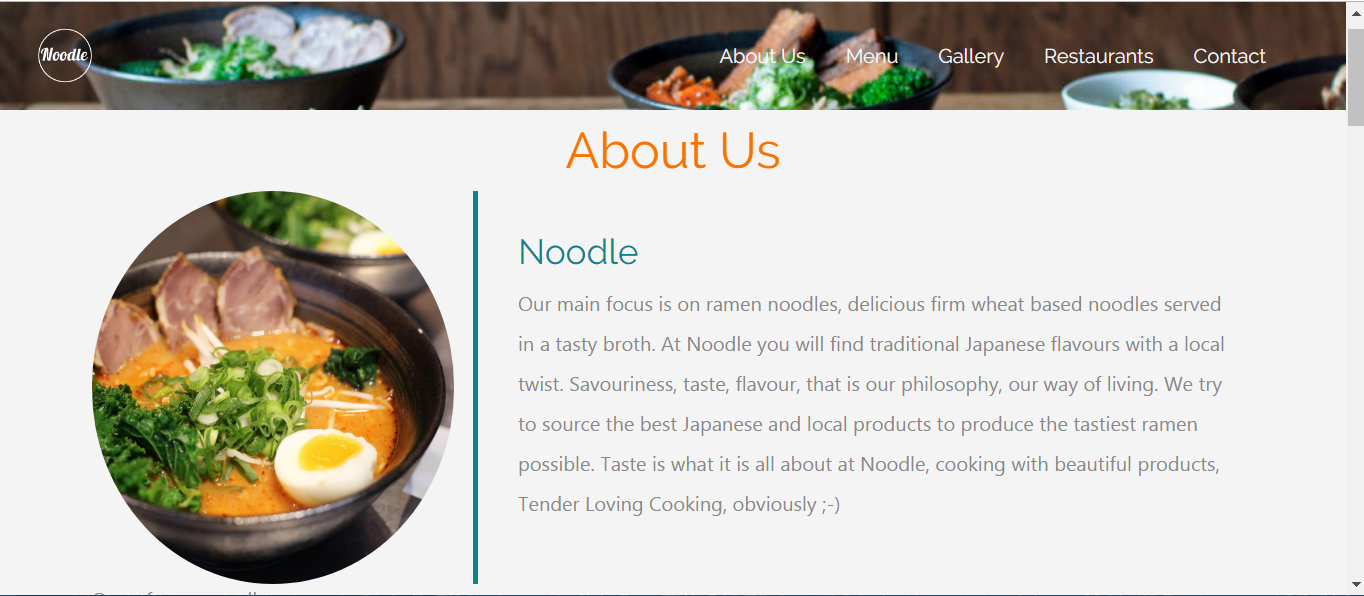 Noodle
About Us
Menu
Gallery
Restaurants
Contact
About Us
Noodle
Our main focus is on ramen noodles, delicious firm wheat based noodles served
in a tasty broth. At Noodle you will find traditional Japanese flavours with a local
twist. Savouriness, taste, flavour, that is our philosophy, our way of living. We try
to source the best Japanese and local products to produce the tastiest ramen
possible. Taste is what it is all about at Noodle, cooking with beautiful products,
Tender Loving Cooking, obviously ;-)